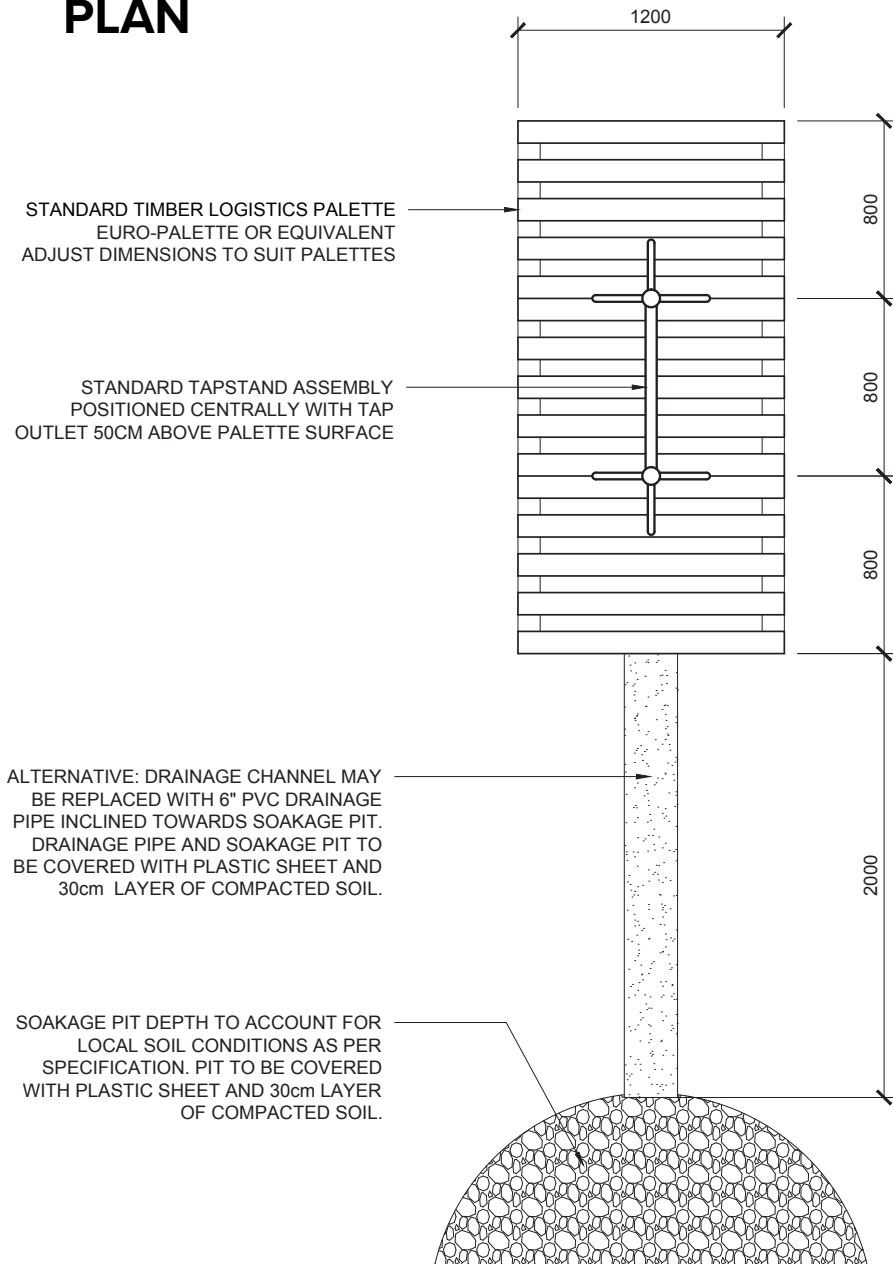 PLAN
1200
800
STANDARD TIMBER LOGISTICS PALETTE
EURO-PALETTE OR EQUIVALENT
ADJUST DIMENSIONS TO SUIT PALETTES
800
STANDARD TAPSTAND ASSEMBLY
POSITIONED CENTRALLY WITH TAP
OUTLET 50CM ABOVE PALETTE SURFACE
800
ALTERNATIVE: DRAINAGE CHANNEL MAY
BE REPLACED WITH 6" PVC DRAINAGE
PIPE INCLINED TOWARDS SOAKAGE PIT.
DRAINAGE PIPE AND SOAKAGE PIT TO
BE COVERED WITH PLASTIC SHEET AND
30cm LAYER OF COMPACTED SOIL.
2000
SOAKAGE PIT DEPTH TO ACCOUNT FOR
LOCAL SOIL CONDITIONS AS PER
SPECIFICATION. PIT TO BE COVERED
WITH PLASTIC SHEET AND 30cm LAYER
OF COMPACTED SOIL.